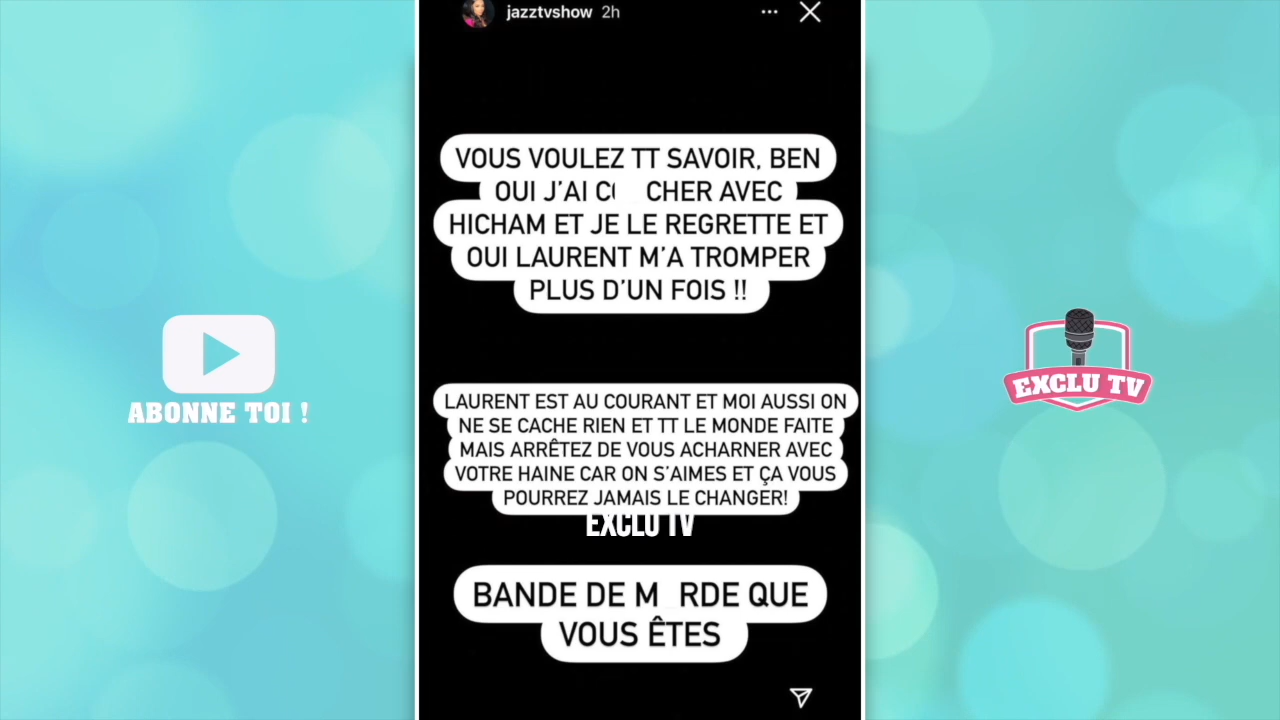 jazztvshow 2h
VOUS VOULEZ TT SAVOIR, BEN
OUI J'AI CO CHER AVEC
HICHAM ET JE LE REGRETTE ET
OUI LAURENT M'A TROMPER
PLUS D'UN FOIS !!
LAURENT EST AU COURANT ET MOI AUSSI ON
NE SE CACHE RIEN ET TT LE MONDE FAITE
MAIS ARRÊTEZ DE VOUS ACHARNER AVEC
VOTRE HAINE CAR ON S'AIMES ET ÇA VOUS
POURREZ JAMAIS LE CHANGER!
EXCLU TV
BANDE DE M RDE QUE
VOUS ÊTES
ABONNE TOI !
EXCLU TV